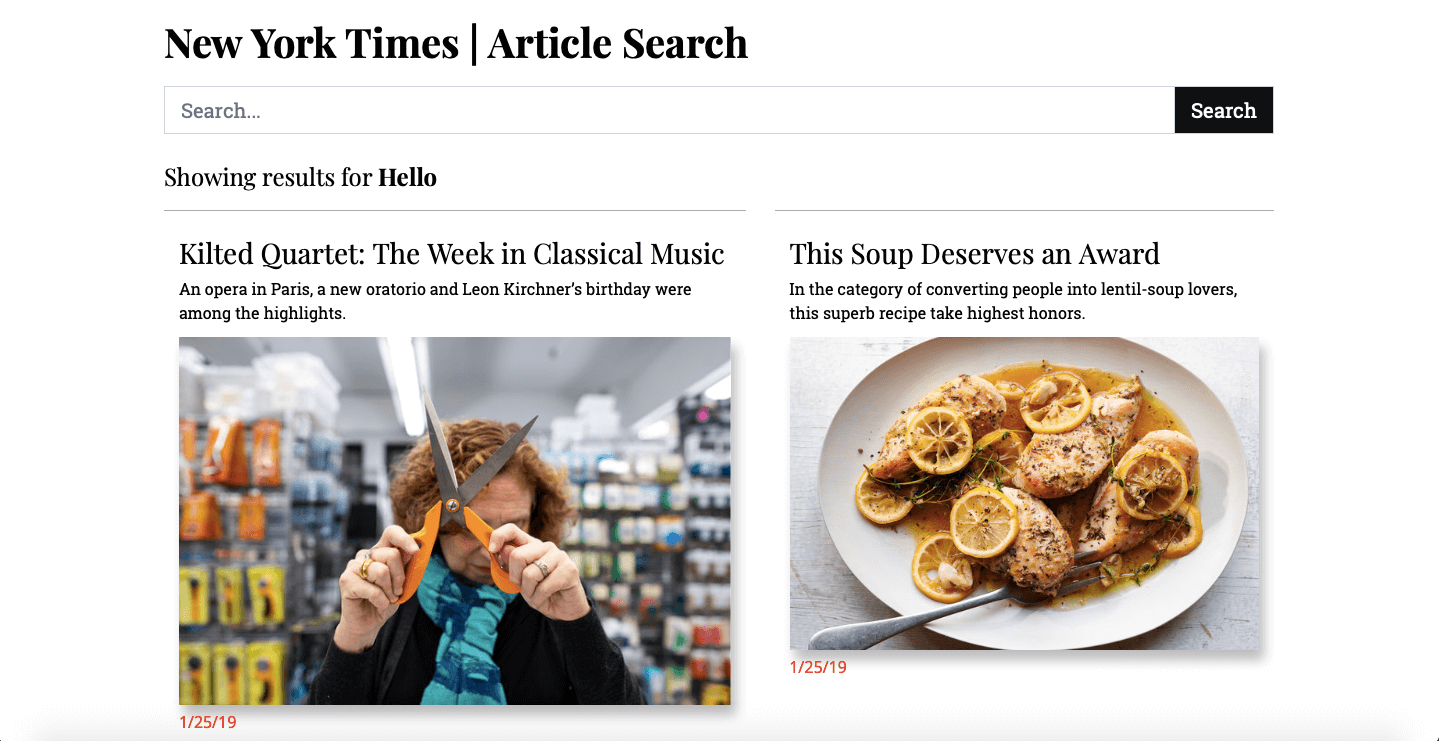 New York Times | Article Search
Search...
Search
Showing results for Hello
Kilted Quartet: The Week in Classical Music
An opera in Paris, a new oratorio and Leon Kirchner’s birthday were
among the highlights.
1/25/19
This Soup Deserves an Award
In the category of converting people into lentil-soup lovers,
this superb recipe take highest honors.
1/25/19